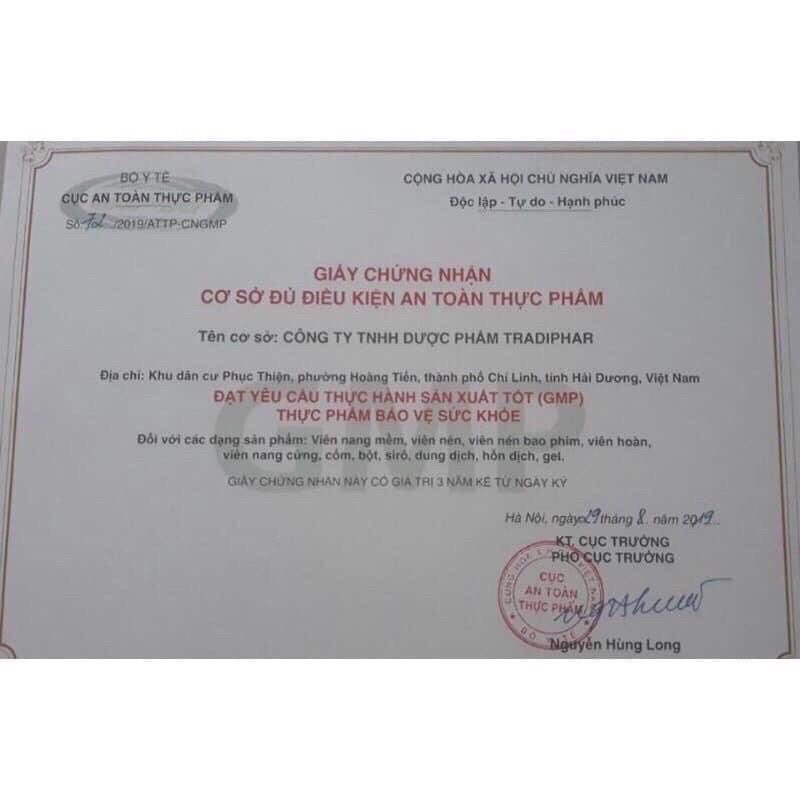 BỘ Y TẾ
CỤC AN TOÀN THỰC PHẨM
Số: 72 /2019/ATTP-CNGMP
CỘNG HÒA XÃ HỘI CHỦ NGHĨA VIỆT NAM
Độc lập - Tự do - Hạnh phúc
GIẤY CHỨNG NHẬN
CƠ SỞ ĐỦ ĐIỀU KIỆN AN TOÀN THỰC PHẨM
Tên cơ sở: CÔNG TY TNHH DƯỢC PHẨM TRADIPHAR
Địa chỉ: Khu dân cư Phục Thiện, phường Hoàng Tiến, thành phố Chí Linh, tỉnh Hải Dương, Việt Nam
ĐẠT YÊU CẦU THỰC HÀNH SẢN XUẤT TỐT (GMP)
THỰC PHẨM BẢO VỆ SỨC KHỎE
GMP
Đối với các dạng sản phẩm: Viên nang mềm, viên nén, viên nén bao phim, viên hoàn,
viên nang cứng, cốm, bột, sirô, dung dịch, hỗn dịch, gel.
GIẤY CHỨNG NHẬN NÀY CÓ GIÁ TRỊ 3 NĂM KỂ TỪ NGÀY KÝ
Hà Nội, ngày 29 tháng 8. năm 2019..
KT. CỤC TRƯỞNG
PHÓ CỤC TRƯỞNG
CỤC
AN TOÀN
THỰC PHẨM
BỘ Y TẾ
Nguyễn Hùng Long